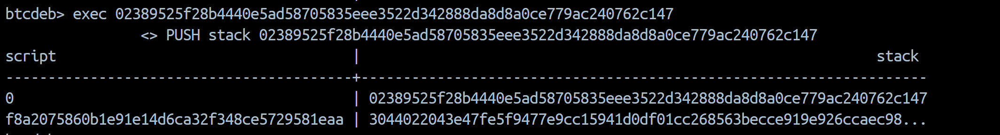 btcdeb> exec 02389525f28b4440e5ad58705835eee3522d342888da8d8a0ce779ac240762c147
<> PUSH stack 02389525f28b4440e5ad58705835eee3522d342888da8d8a0ce779ac240762c147
script | stack
-----------------------------------------+-------------------------------------------------------------------
0 | 02389525f28b4440e5ad58705835eee3522d342888da8d8a0ce779ac240762c147
f8a2075860b1e91e14d6ca32f348ce5729581eaa | 3044022043e47fe5f9477e9cc15941d0df01cc268563becce919e926ccaec98...